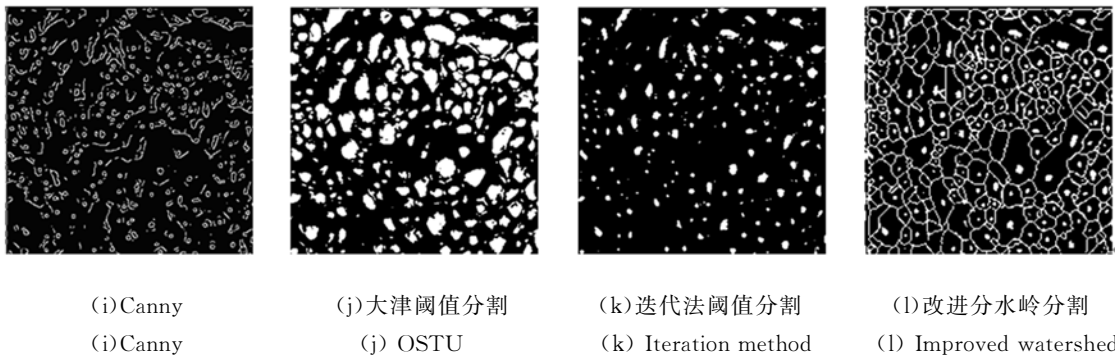 (i)Canny (j)大津阈值分割 (k)迭代法阈值分割 (l)改进分水岭分割
(i)Canny (j) OSTU (k) Iteration method (l) Improved watershed